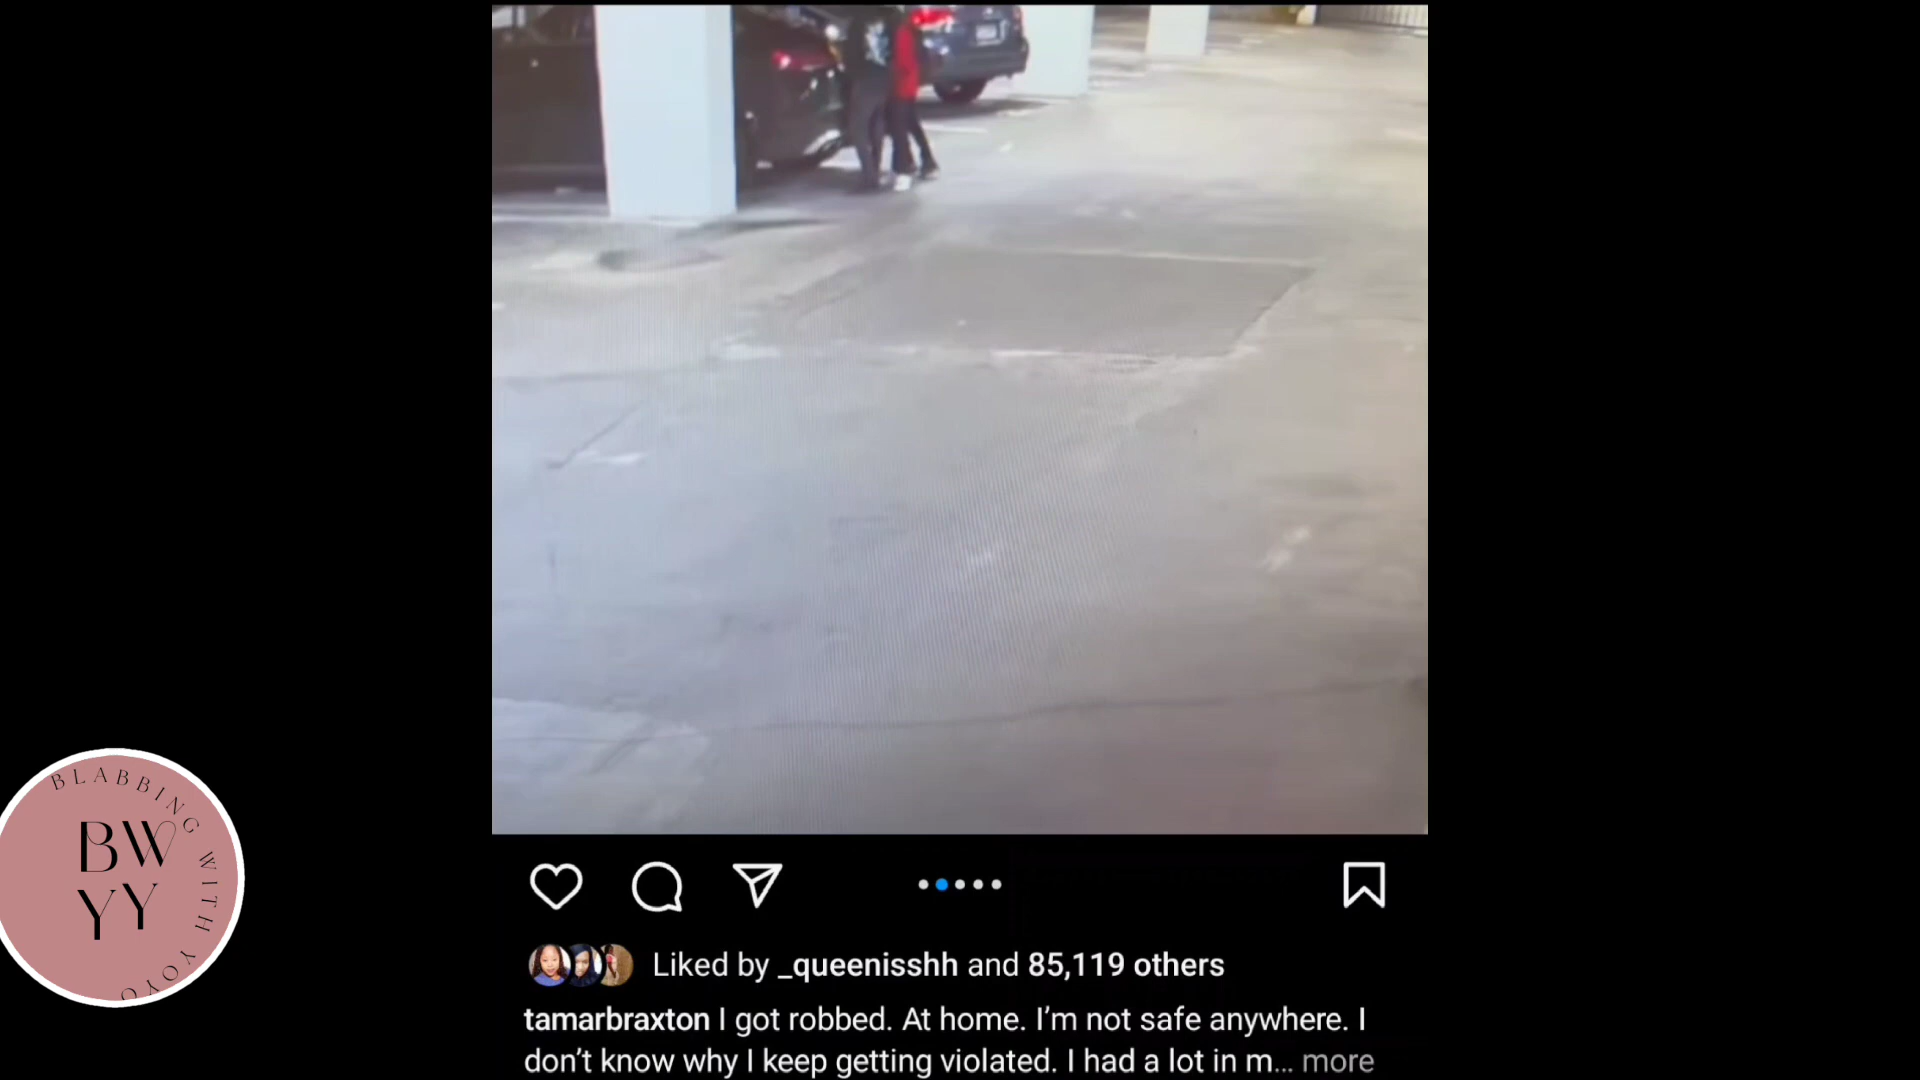 BLABBING WITH YOYO
BW
YY
Liked by _queenisshh and 85,119 others
tamarbraxton I got robbed. At home. I'm not safe anywhere. I
don't know why I keep getting violated. I had a lot in m... more